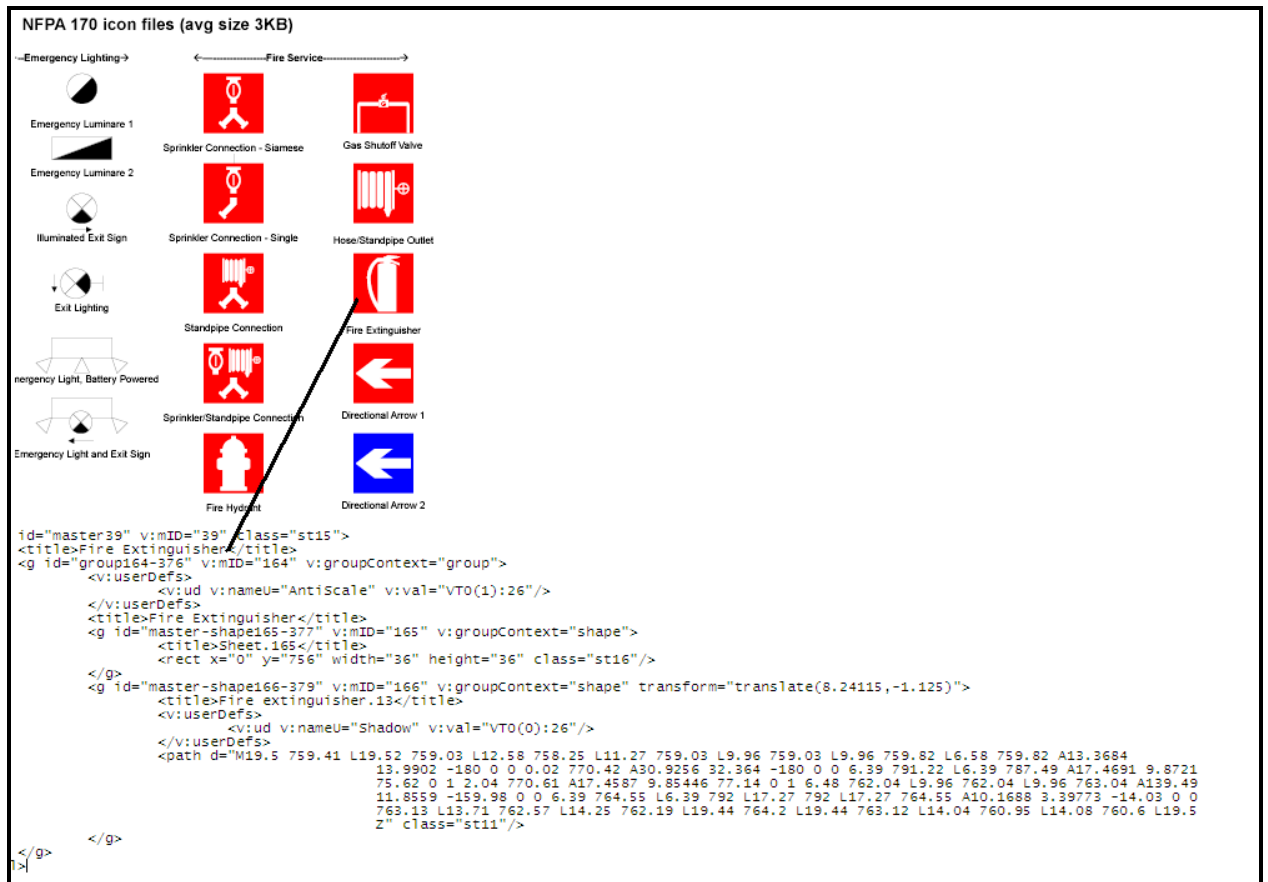 NFPA 170 icon files (avg size 3KB)
--Emergency Lighting→
←-----------------Fire Service--------------------→
Emergency Luminare 1
Emergency Luminare 2
Illuminated Exit Sign
Exit Lighting
nergency Light, Battery Powered
Emergency Light and Exit Sign
Sprinkler Connection - Siamese
Sprinkler Connection - Single
Standpipe Connection
Sprinkler/Standpipe Connection
Fire Hydrant
Gas Shutoff Valve
Hose/Standpipe Outlet
Fire Extinguisher
Directional Arrow 1
Directional Arrow 2
id="master39" v:mID="39" class="st15">
<title>Fire Extinguisher</title>
<g id="group164-376" v:mID="164" v:groupContext="group">
<v:userDefs>
<v:ud v:nameU="AntiScale" v:val="VT0(1):26"/>
</v:userDefs>
<title>Fire Extinguisher</title>
<g id="master-shape165-377" v:mID="165" v:groupContext="shape">
<title>Sheet.165</title>
<rect x="0" y="756" width="36" height="36" class="st16"/>
</g>
<g id="master-shape166-379" v:mID="166" v:groupContext="shape" transform="translate(8.24115,-1.125)">
<title>Fire extinguisher.13</title>
<v:userDefs>
<v:ud v:nameU="Shadow" v:val="VT0(0):26"/>
</v:userDefs>
<path d="M19.5 759.41 L19.52 759.03 L12.58 758.25 L11.27 759.03 L9.96 759.03 L9.96 759.82 L6.58 759.82 A13.3684
13.9902 -180 0 0 0.02 770.42 A30.9256 32.364 -180 0 0 6.39 791.22 L6.39 787.49 A17.4691 9.8721
75.62 0 1 2.04 770.61 A17.4587 9.85446 77.14 0 1 6.48 762.04 L9.96 762.04 L9.96 763.04 A139.49
11.8559 -159.98 0 0 6.39 764.55 L6.39 792 L17.27 792 L17.27 764.55 A10.1688 3.39773 -14.03 0 0
763.13 L13.71 762.57 L14.25 762.19 L19.44 764.2 L19.44 763.12 L14.04 760.95 L14.08 760.6 L19.5
Z" class="st11"/>
</g>
</g>
l>